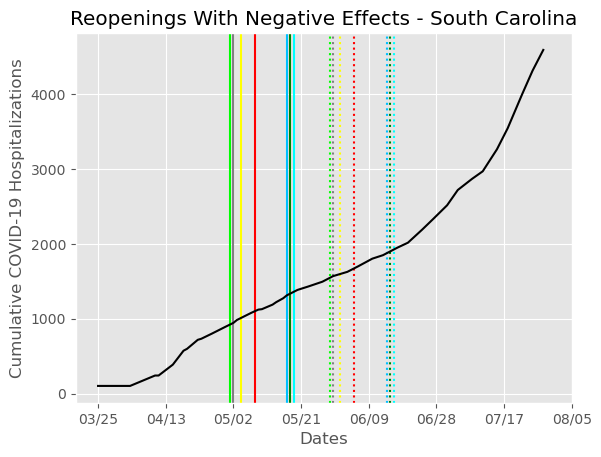 Reopenings With Negative Effects - South Carolina
Cumulative COVID-19 Hospitalizations
4000
3000
2000
1000
0
03/25 04/13 05/02 05/21 06/09 06/28 07/17 08/05
Dates